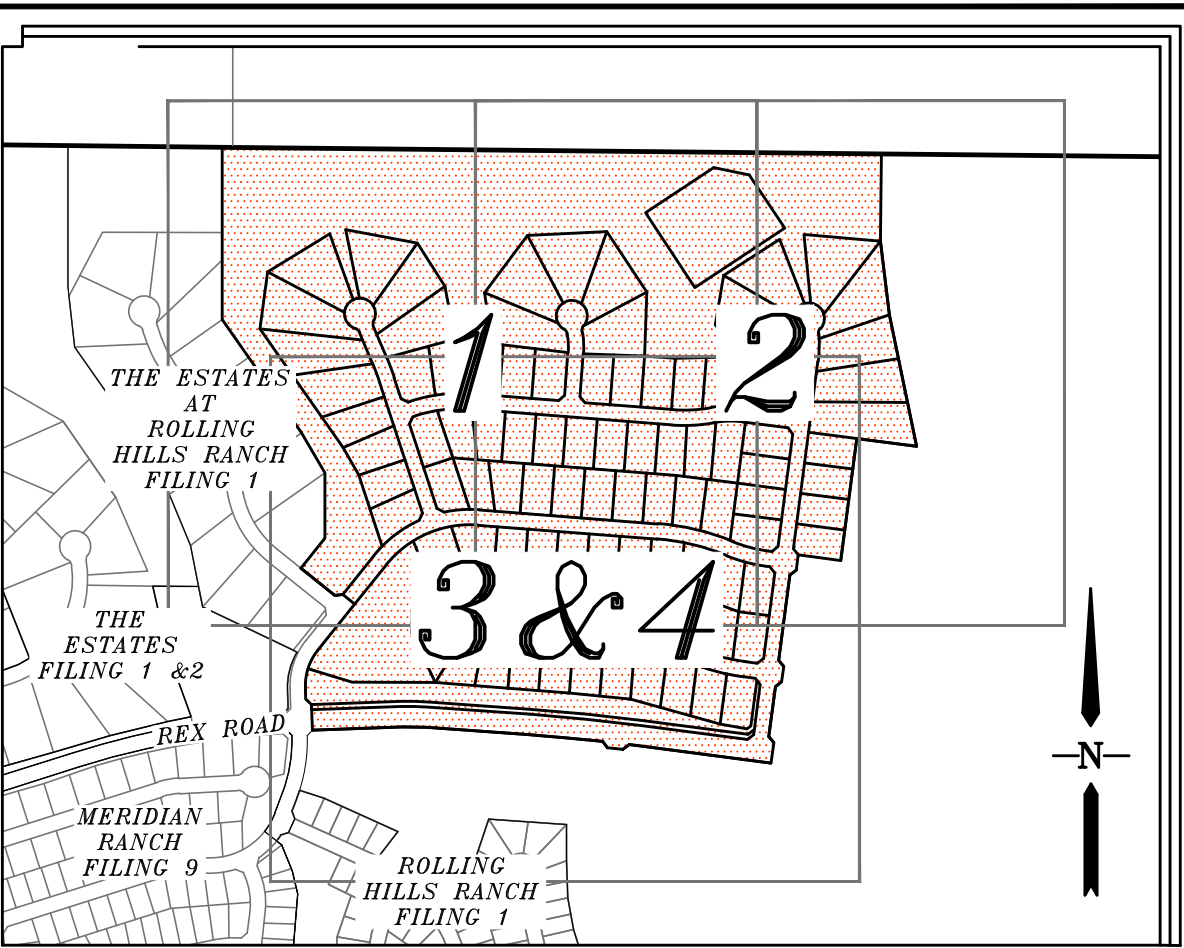 1
2
THE ESTATES
AT
ROLLING
HILLS RANCH
FILING 1
3 & 4
THE
ESTATES
FILING 1 &2
REX ROAD
N
MERIDIAN
RANCH
FILING 9
ROLLING
HILLS RANCH
FILING 1